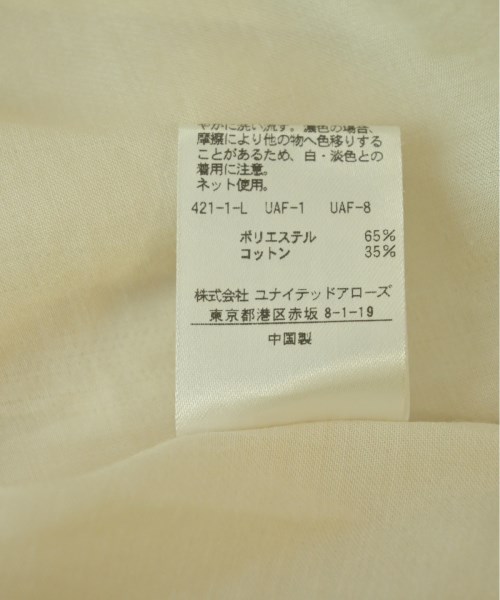 やかに洗い流す。濃色の場合、
摩擦により他の物へ色移りする
ことがあるため、白・淡色との
着用に注意。
ネット使用。
421-1-L UAF-1 UAF-8
ポリエステル 65%
コットン 35%
株式会社 ユナイテッドアローズ
東京都港区赤坂 8-1-19
中国製